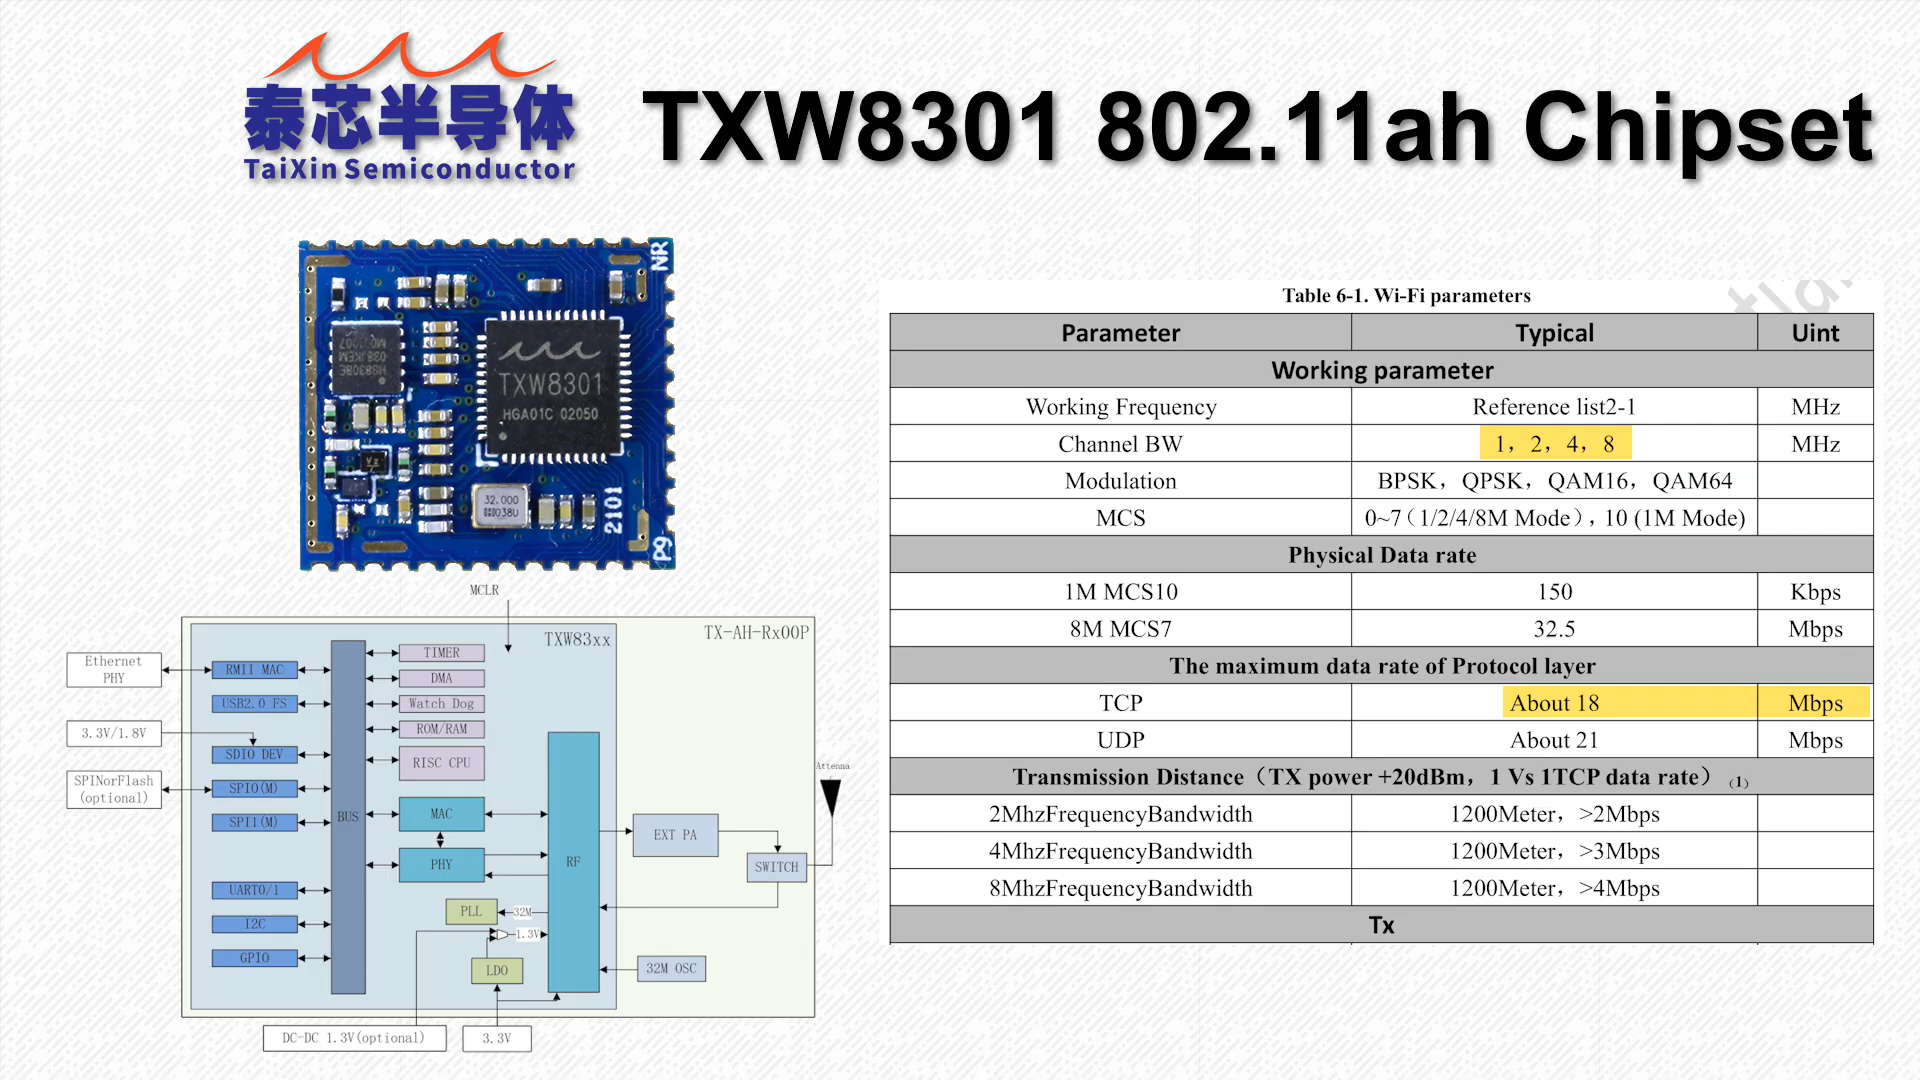 泰芯半导体
TaiXin Semiconductor
TXW8301 802.11ah Chipset
NR
TXW8301
HGA01C 02050
32.000
038U
2101
P9
MCLR
TXW83xx
TX-AH-Rx00P
Ethernet
PHY
3.3V/1.8V
SPINorFlash
(optional)
RMII MAC
USB2.0 FS
SDIO DEV
SPI0(M)
SPI1(M)
UART0/1
I2C
GPIO
BUS
TIMER
DMA
Watch Dog
ROM/RAM
RISC CPU
MAC
PHY
PLL
32M
1.3V
LDO
RF
EXT PA
SWITCH
Attenna
32M OSC
DC-DC 1.3V(optional)
3.3V
Table 6-1. Wi-Fi parameters
Parameter Typical Uint
Working parameter
Working Frequency Reference list2-1 MHz
Channel BW 1，2，4，8 MHz
Modulation BPSK，QPSK，QAM16，QAM64
MCS 0~7（1/2/4/8M Mode），10 (1M Mode)
Physical Data rate
1M MCS10 150 Kbps
8M MCS7 32.5 Mbps
The maximum data rate of Protocol layer
TCP About 18 Mbps
UDP About 21 Mbps
Transmission Distance（TX power +20dBm，1 Vs 1TCP data rate） (1)
2MhzFrequencyBandwidth 1200Meter，>2Mbps
4MhzFrequencyBandwidth 1200Meter，>3Mbps
8MhzFrequencyBandwidth 1200Meter，>4Mbps
Tx